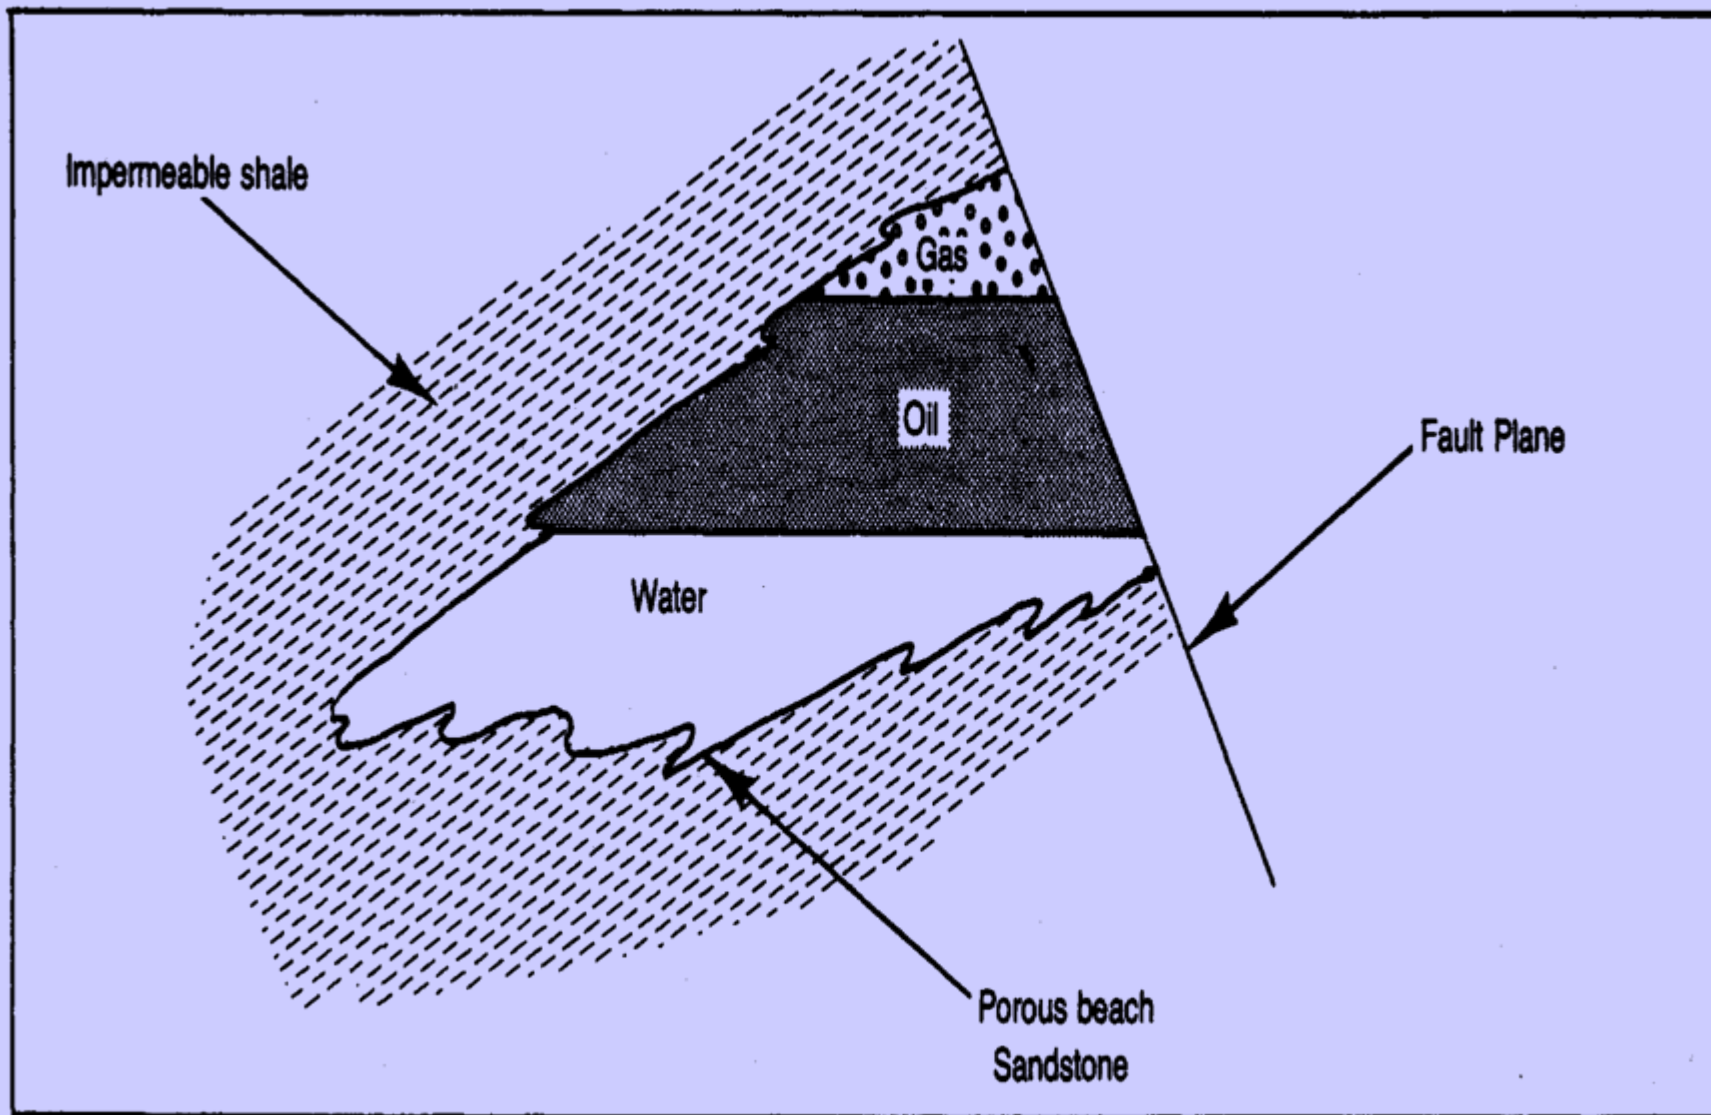 Impermeable shale
Gas
Oil
Fault Plane
Water
Porous beach
Sandstone